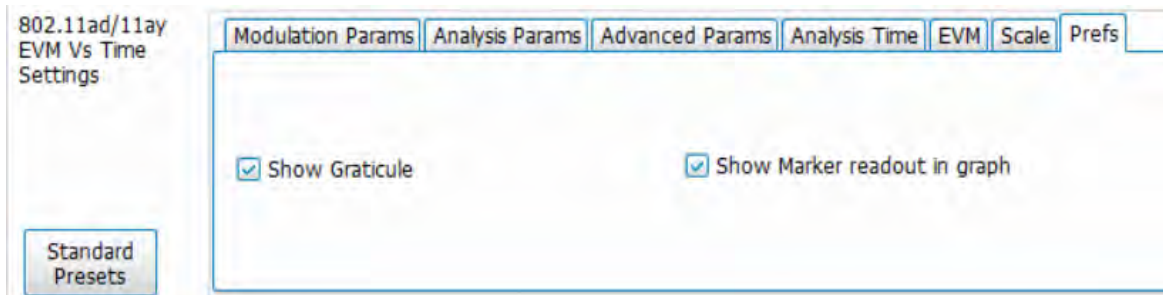 802.11ad/11ay
EVM Vs Time
Settings
Modulation Params Analysis Params Advanced Params Analysis Time EVM Scale Prefs
Show Graticule Show Marker readout in graph
Standard
Presets